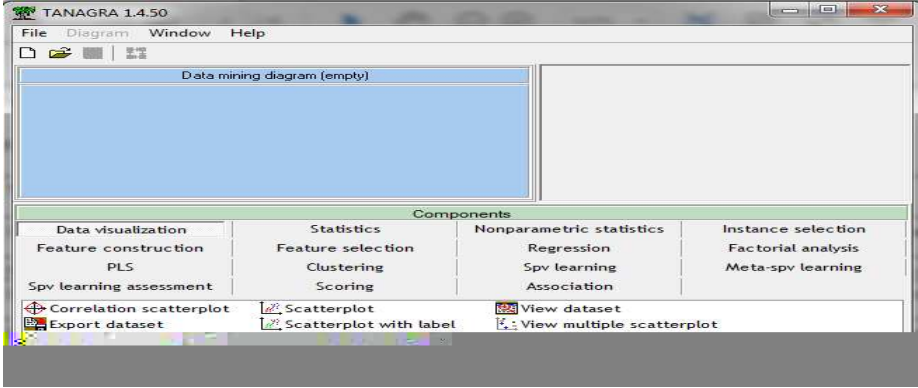 TANAGRA 1.4.50
File Diagram Window Help
Data mining diagram (empty)
Components
Data visualization Statistics Nonparametric statistics Instance selection
Feature construction Feature selection Regression Factorial analysis
PLS Clustering Spv learning Meta-spv learning
Spv learning assessment Scoring Association
Correlation scatterplot Scatterplot View dataset
Export dataset Scatterplot with label View multiple scatterplot